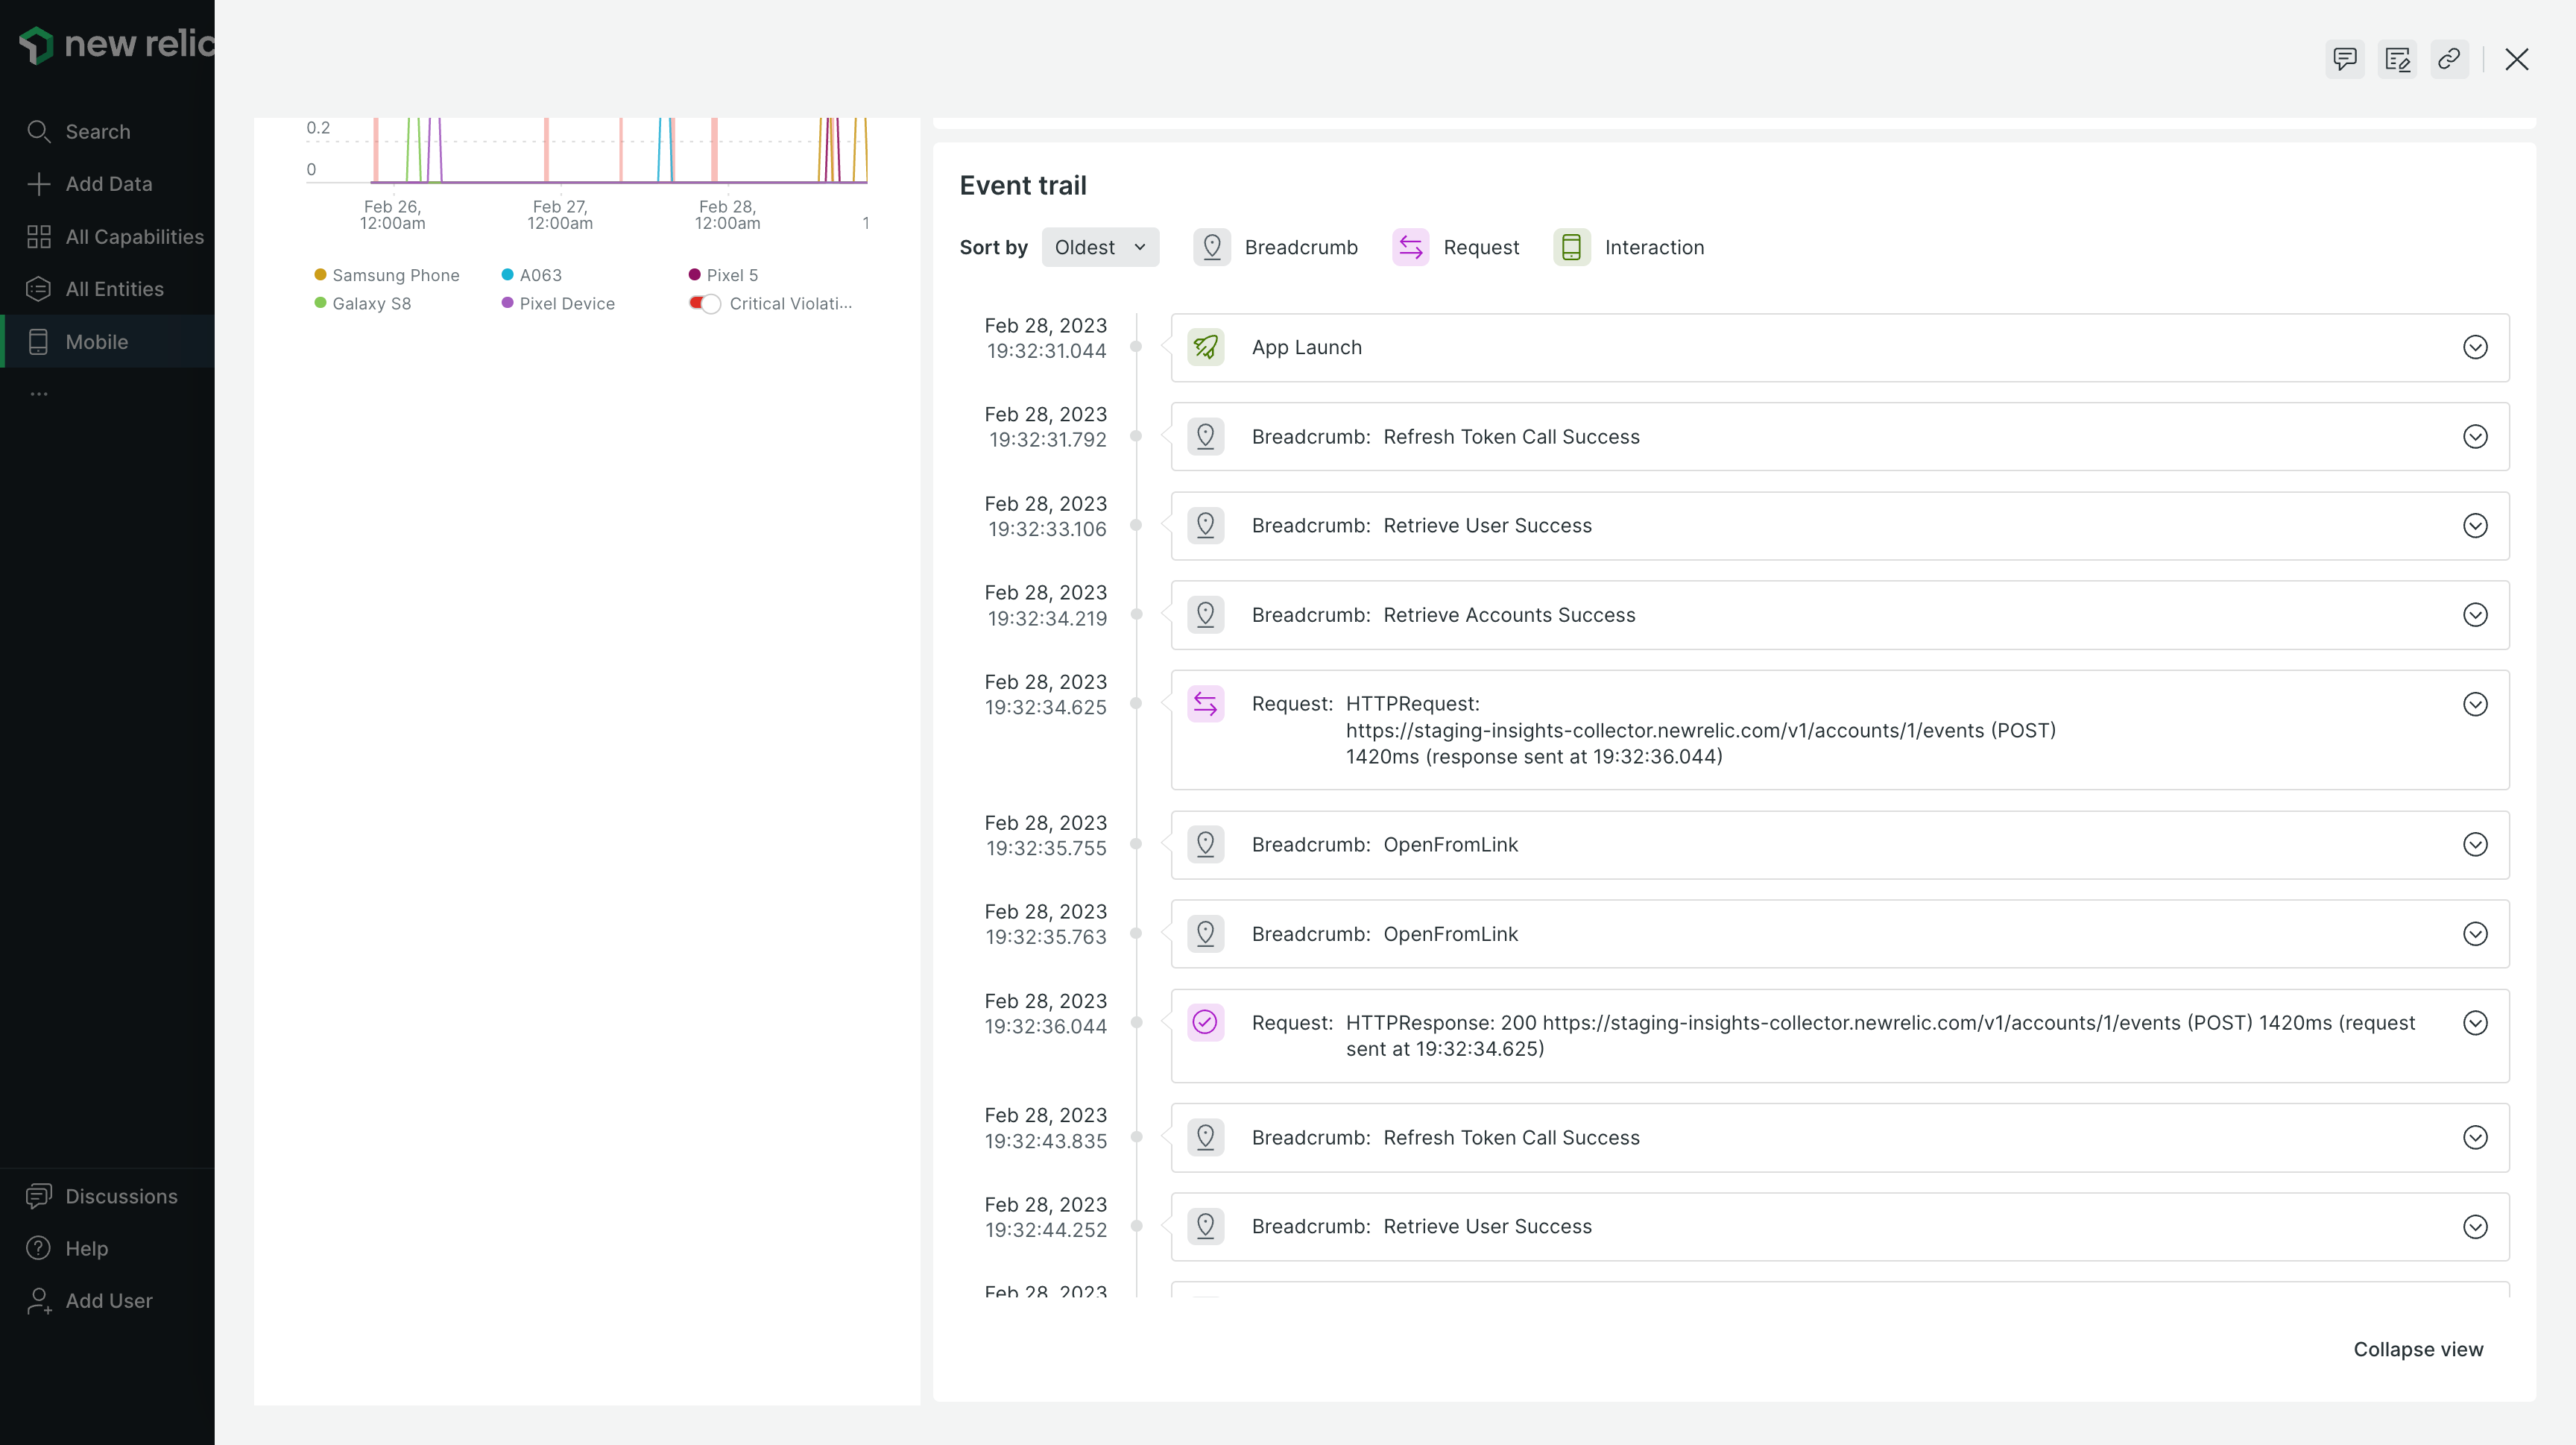 new relic
Search
Add Data
All Capabilities
All Entities
Mobile
...
Discussions
Help
Add User
0.2
0
Feb 26,
12:00am
Feb 27,
12:00am
Feb 28,
12:00am
1
Samsung Phone
A063
Pixel 5
Galaxy S8
Pixel Device
Critical Violati...
Event trail
Sort by
Oldest
Breadcrumb
Request
Interaction
Feb 28, 2023
19:32:31.044
App Launch
Feb 28, 2023
19:32:31.792
Breadcrumb: Refresh Token Call Success
Feb 28, 2023
19:32:33.106
Breadcrumb: Retrieve User Success
Feb 28, 2023
19:32:34.219
Breadcrumb: Retrieve Accounts Success
Feb 28, 2023
19:32:34.625
Request: HTTPRequest:
https://staging-insights-collector.newrelic.com/v1/accounts/1/events (POST)
1420ms (response sent at 19:32:36.044)
Feb 28, 2023
19:32:35.755
Breadcrumb: OpenFromLink
Feb 28, 2023
19:32:35.763
Breadcrumb: OpenFromLink
Feb 28, 2023
19:32:36.044
Request: HTTPResponse: 200 https://staging-insights-collector.newrelic.com/v1/accounts/1/events (POST) 1420ms (request
sent at 19:32:34.625)
Feb 28, 2023
19:32:43.835
Breadcrumb: Refresh Token Call Success
Feb 28, 2023
19:32:44.252
Breadcrumb: Retrieve User Success
Feb 28, 2023
Collapse view